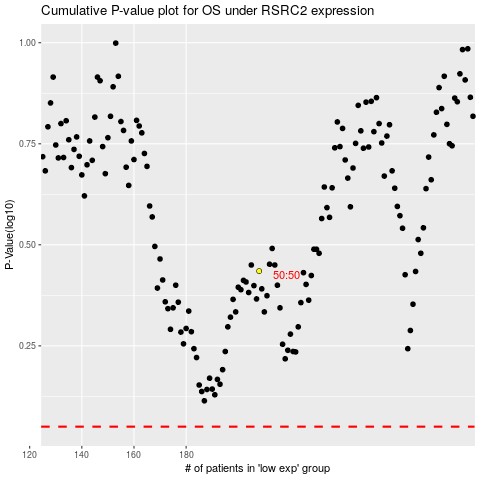 Cumulative P-value plot for OS under RSRC2 expression
P-Value(log10)
1.00
0.75
0.50
0.25
50:50
120 140 160 180
# of patients in 'low exp' group